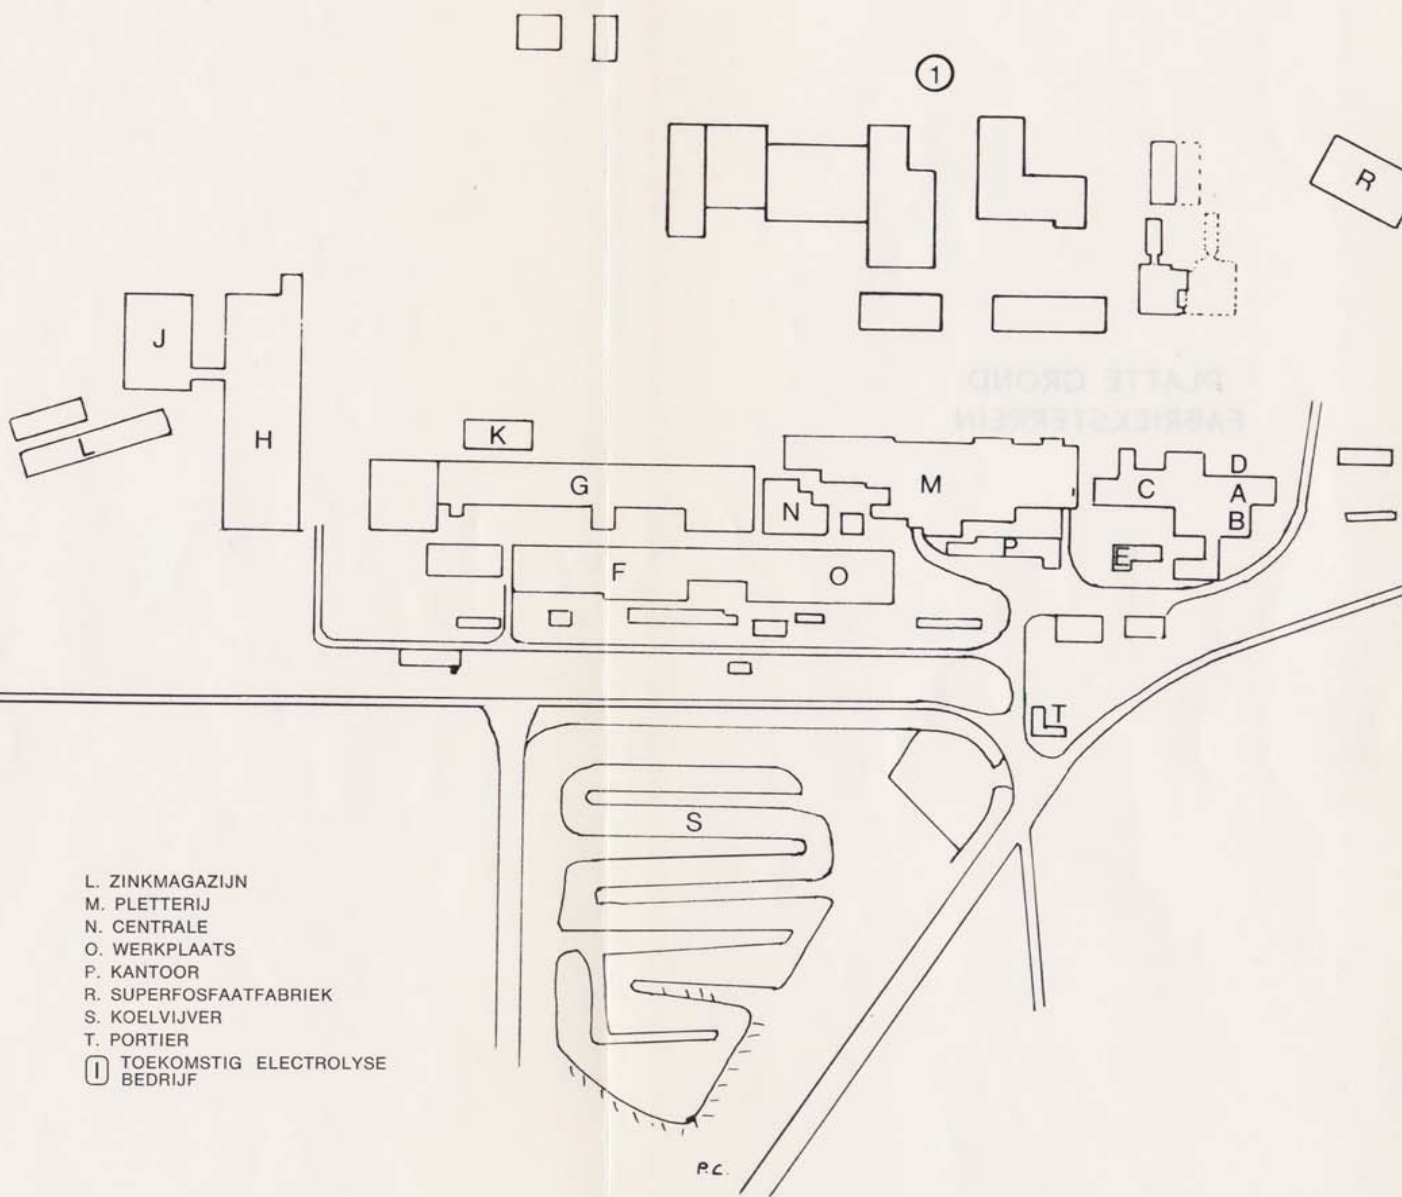 1
R
J
L
H
K
G
N
M
C
D
A
B
F
O
P
E
T
PLATTE GROND
FABRIEKSTERREIN
S
L. ZINKMAGAZIJN
M. PLETTERIJ
N. CENTRALE
O. WERKPLAATS
P. KANTOOR
R. SUPERFOSFAATFABRIEK
S. KOELVIJVER
T. PORTIER
I TOEKOMSTIG ELECTROLYSE
BEDRIJF
P.C.